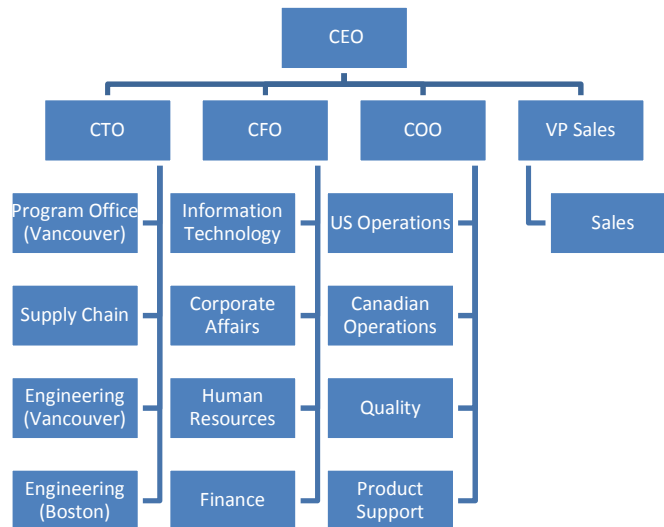 CEO
CTO
CFO
COO
VP Sales
Program Office
(Vancouver)
Information
Technology
US Operations
Sales
Supply Chain
Corporate
Affairs
Canadian
Operations
Engineering
(Vancouver)
Human
Resources
Quality
Engineering
(Boston)
Finance
Product
Support